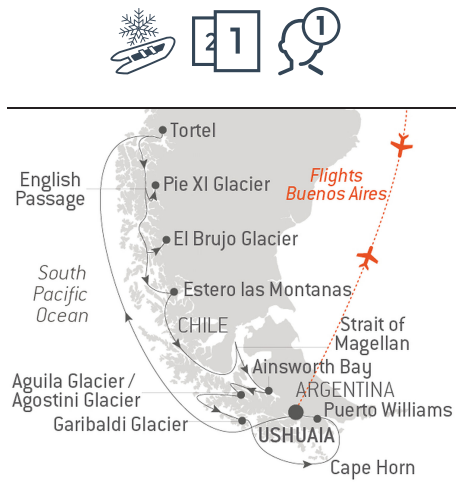 2 1
1
Tortel
English
Passage
Pie XI Glacier
Flights
Buenos Aires
El Brujo Glacier
South
Pacific
Ocean
Estero las Montanas
CHILE
Strait of
Magellan
Ainsworth Bay
Aguila Glacier /
Agostini Glacier
ARGENTINA
Garibaldi Glacier
Puerto Williams
USHUAIA
Cape Horn